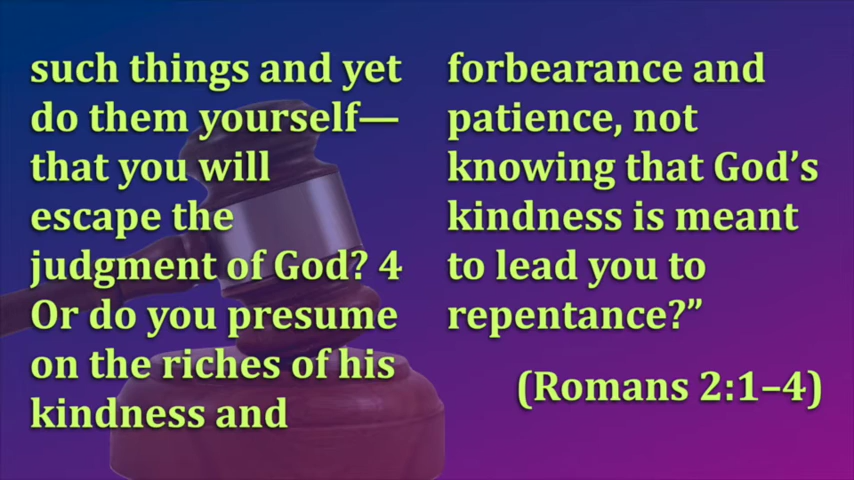 such things and yet
do them yourself—
that you will
escape the
judgment of God? 4
Or do you presume
on the riches of his
kindness and
forbearance and
patience, not
knowing that God’s
kindness is meant
to lead you to
repentance?”
(Romans 2:1–4)